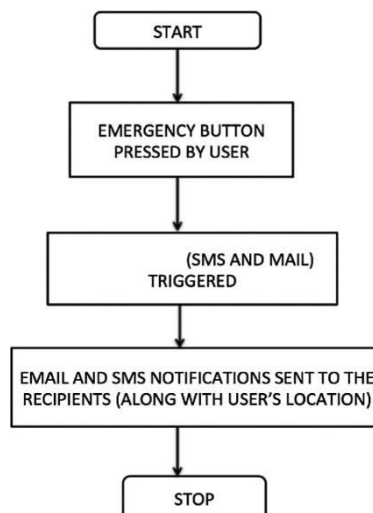 START
EMERGENCY BUTTON
PRESSED BY USER
(SMS AND MAIL)
TRIGGERED
EMAIL AND SMS NOTIFICATIONS SENT TO THE
RECIPIENTS (ALONG WITH USER'S LOCATION)
STOP